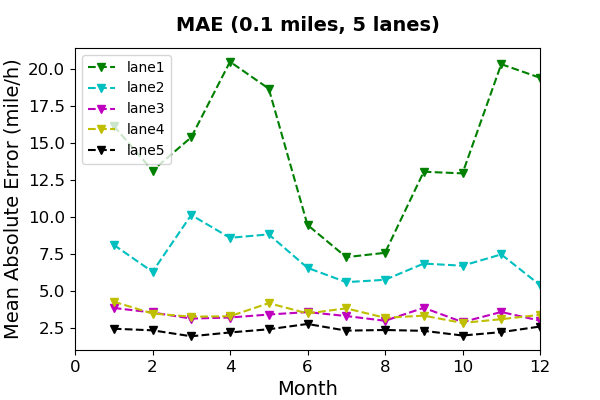 MAE (0.1 miles, 5 lanes)
Mean Absolute Error (mile/h)
20.0
17.5
15.0
12.5
10.0
7.5
5.0
2.5
lane1
lane2
lane3
lane4
lane5
0 2 4 6 8 10 12
Month